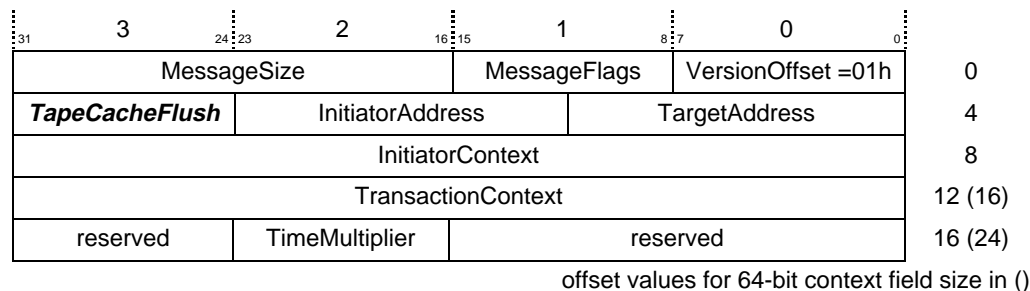 3 2 1 0
31 24 23 16 15 8 7 0
MessageSize MessageFlags VersionOffset =01h 0
TapeCacheFlush InitiatorAddress TargetAddress 4
InitiatorContext 8
TransactionContext 12 (16)
reserved TimeMultiplier reserved 16 (24)
offset values for 64-bit context field size in ()